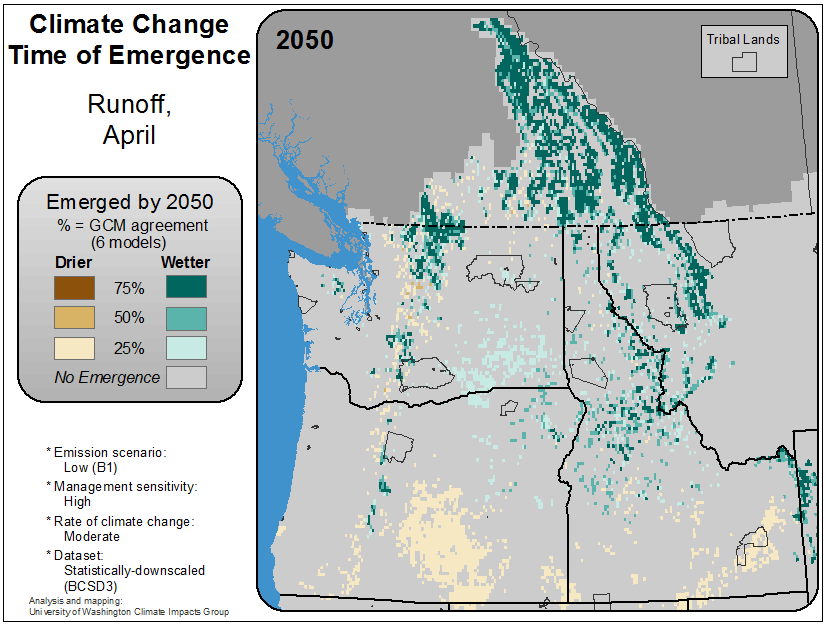 Climate Change
Time of Emergence
Runoff,
April
Emerged by 2050
% = GCM agreement
(6 models)
Drier Wetter
75%
50%
25%
No Emergence
* Emission scenario:
Low (B1)
* Management sensitivity:
High
* Rate of climate change:
Moderate
* Dataset:
Statistically-downscaled
(BCSD3)
Analysis and mapping:
University of Washington Climate Impacts Group
2050
Tribal Lands